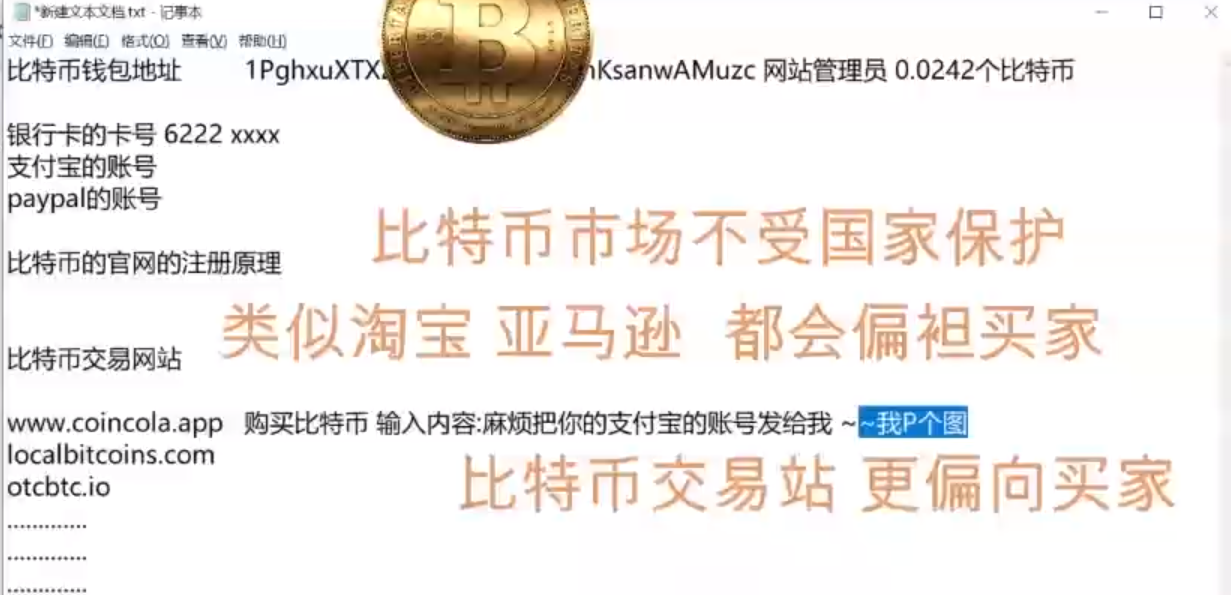 *新建文本文档.txt - 记事本
文件(F) 编辑(E) 格式(O) 查看(V) 帮助(H)
比特币钱包地址 1PghxuXTX KsanwAMuzc 网站管理员 0.0242个比特币
银行卡的卡号 6222 xxxx
支付宝的账号
paypal的账号
比特币市场不受国家保护
比特币的官网的注册原理
类似淘宝 亚马逊 都会偏袒买家
比特币交易网站
www.coincola.app 购买比特币 输入内容:麻烦把你的支付宝的账号发给我 ~~我P个图
localbitcoins.com
比特币交易站 更偏向买家
otcbtc.io
.............
.............
.............